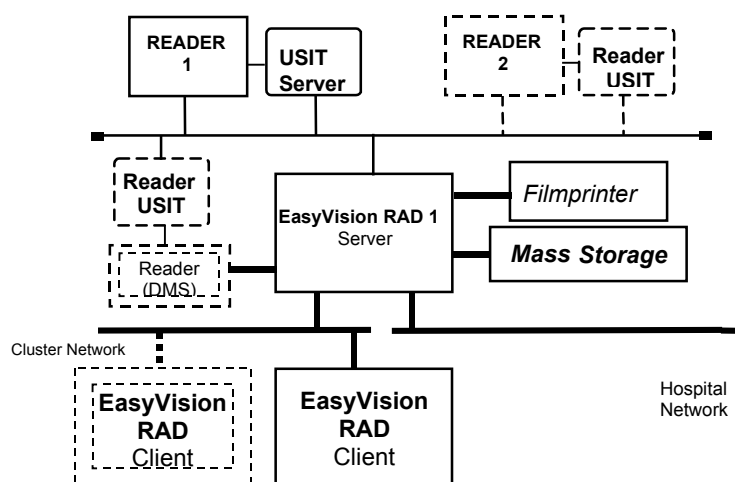 READER
1
USIT
Server
READER
2
Reader
USIT
Reader
USIT
EasyVision RAD 1
Server
Filmprinter
Mass Storage
Reader
(DMS)
Cluster Network
Hospital
Network
EasyVision
RAD
Client
EasyVision
RAD
Client